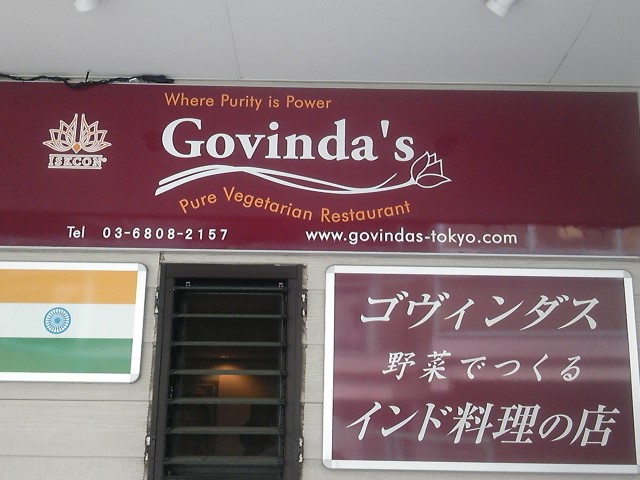 Where Purity is Power
ISKCON
Govinda's
Pure Vegetarian Restaurant
Tel 03-6808-2157
www.govindas-tokyo.com
ゴヴィンダス
野菜でつくる
インド料理の店